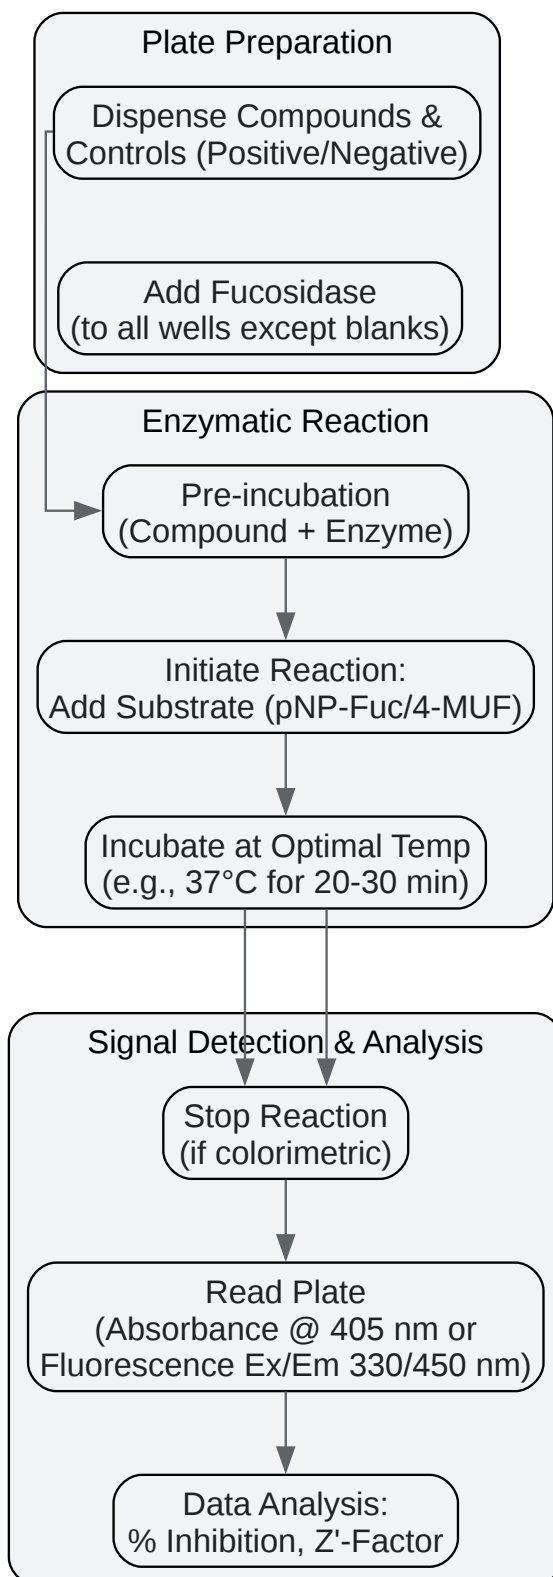 Plate Preparation
Dispense Compounds &
Controls (Positive/Negative)
Add Fucosidase
(to all wells except blanks)
Enzymatic Reaction
Pre-incubation
(Compound + Enzyme)
Initiate Reaction:
Add Substrate (pNP-Fuc/4-MUF)
Incubate at Optimal Temp
(e.g., 37°C for 20-30 min)
Signal Detection & Analysis
Stop Reaction
(if colorimetric)
Read Plate
(Absorbance @ 405 nm or
Fluorescence Ex/Em 330/450 nm)
Data Analysis:
% Inhibition, Z'-Factor